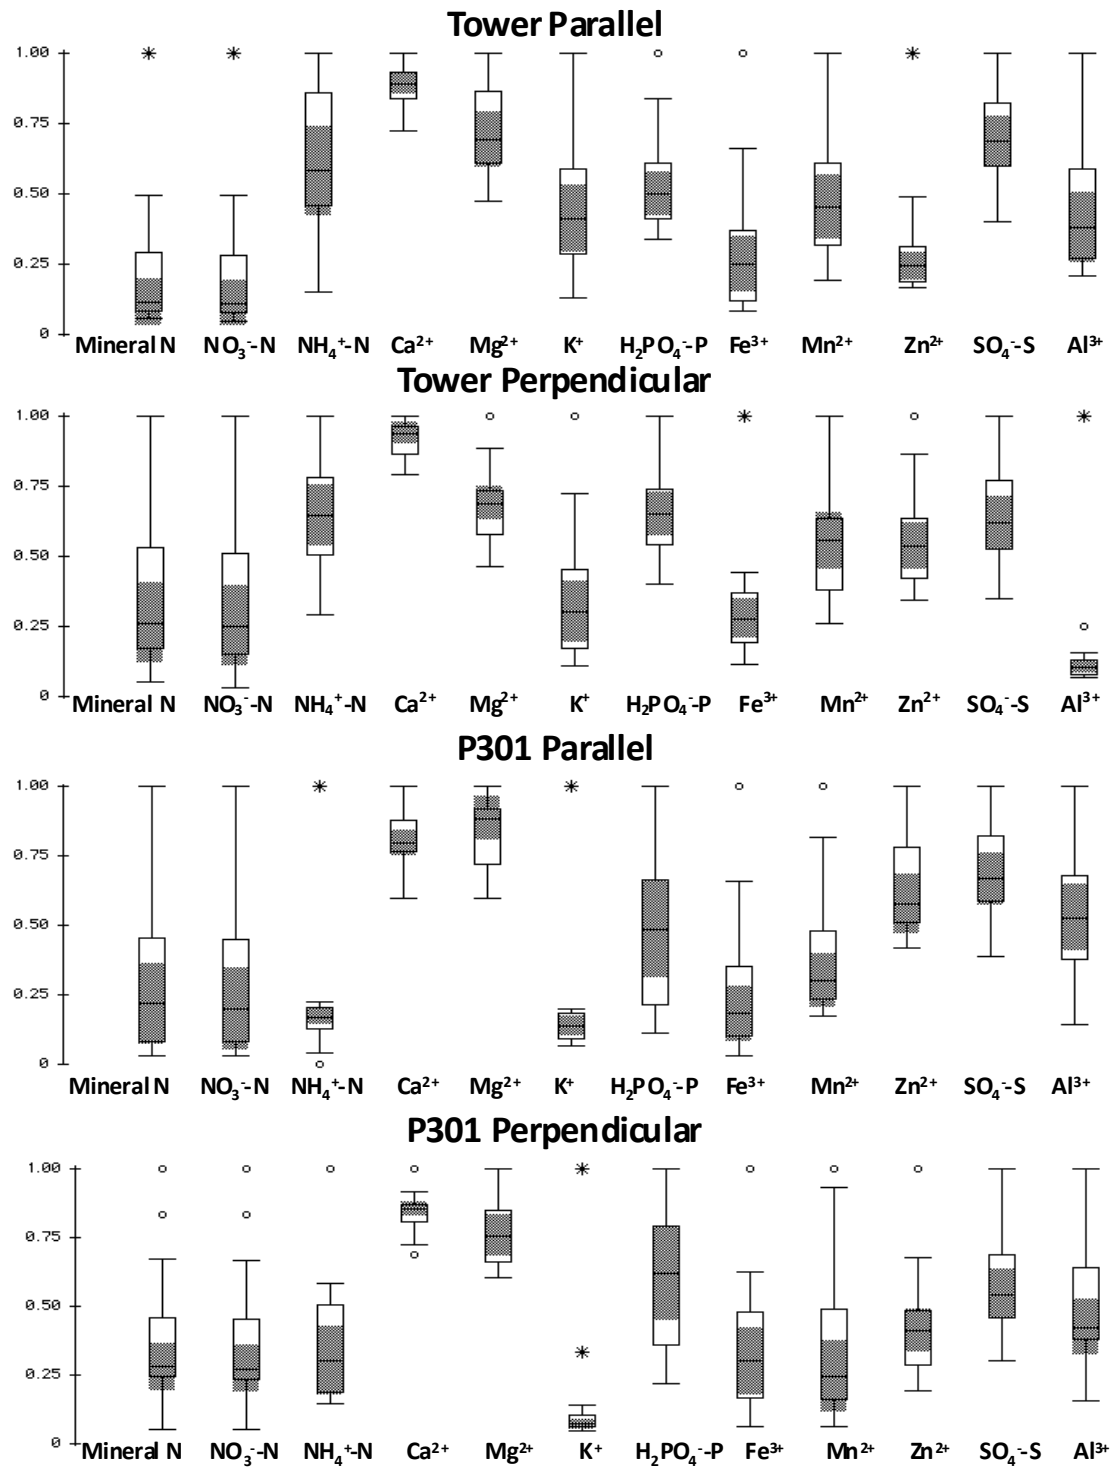 Tower Parallel
1.00
0.75
0.50
0.25
0
Mineral N NO₃⁻-N NH₄⁺-N Ca²⁺ Mg²⁺ K⁺ H₂PO₄⁻-P Fe³⁺ Mn²⁺ Zn²⁺ SO₄⁻-S Al³⁺
Tower Perpendicular
1.00
0.75
0.50
0.25
0
Mineral N NO₃⁻-N NH₄⁺-N Ca²⁺ Mg²⁺ K⁺ H₂PO₄⁻-P Fe³⁺ Mn²⁺ Zn²⁺ SO₄⁻-S Al³⁺
P301 Parallel
1.00
0.75
0.50
0.25
0
Mineral N NO₃⁻-N NH₄⁺-N Ca²⁺ Mg²⁺ K⁺ H₂PO₄⁻-P Fe³⁺ Mn²⁺ Zn²⁺ SO₄⁻-S Al³⁺
P301 Perpendicular
1.00
0.75
0.50
0.25
0
Mineral N NO₃⁻-N NH₄⁺-N Ca²⁺ Mg²⁺ K⁺ H₂PO₄⁻-P Fe³⁺ Mn²⁺ Zn²⁺ SO₄⁻-S Al³⁺